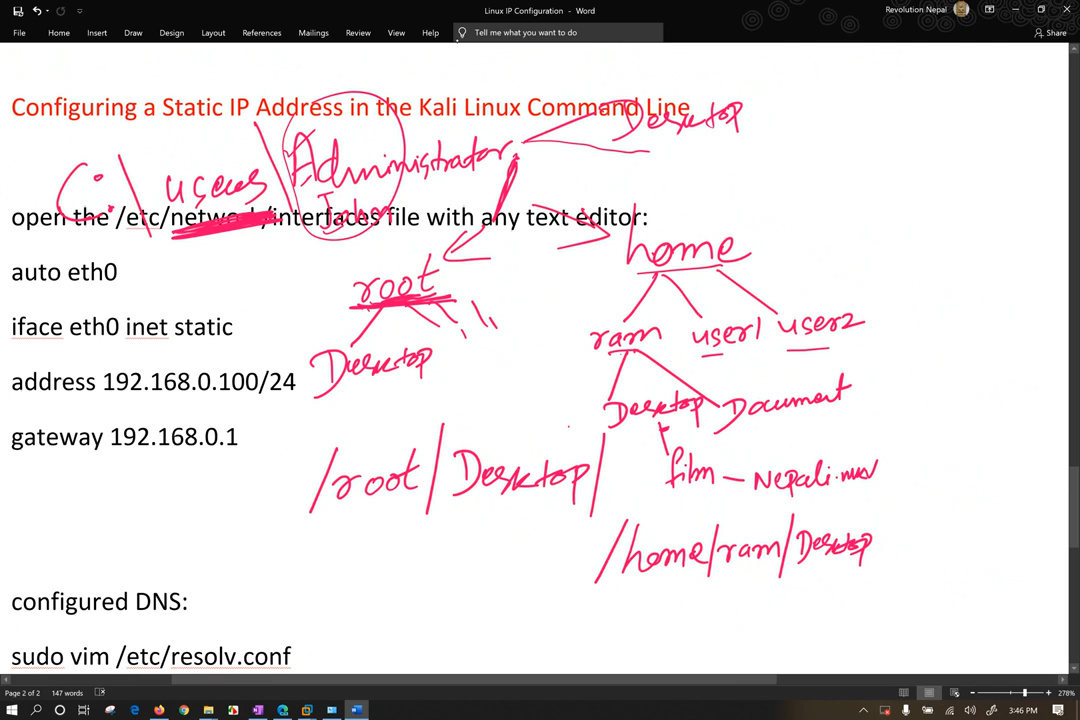 Linux IP Configuration - Word
Revolution Nepal
File Home Insert Draw Design Layout References Mailings Review View Help Tell me what you want to do
Share
Configuring a Static IP Address in the Kali Linux Command Line
Desktop
C:\users\Administrator
John
open the /etc/network/interfaces file with any text editor:
home
auto eth0
root
ram user1 user2
iface eth0 inet static
Desktop
address 192.168.0.100/24
Desktop Document
gateway 192.168.0.1
/root/Desktop/
film - Nepali
/home/ram/Desktop
configured DNS:
sudo vim /etc/resolv.conf
Page 2 of 2 147 words
278%
3:46 PM